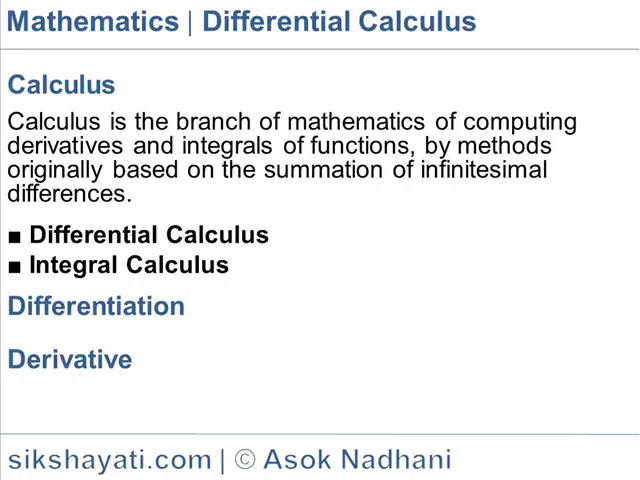 Mathematics | Differential Calculus
Calculus
Calculus is the branch of mathematics of computing
derivatives and integrals of functions, by methods
originally based on the summation of infinitesimal
differences.
■ Differential Calculus
■ Integral Calculus
Differentiation
Derivative
sikshayati.com | © Asok Nadhani